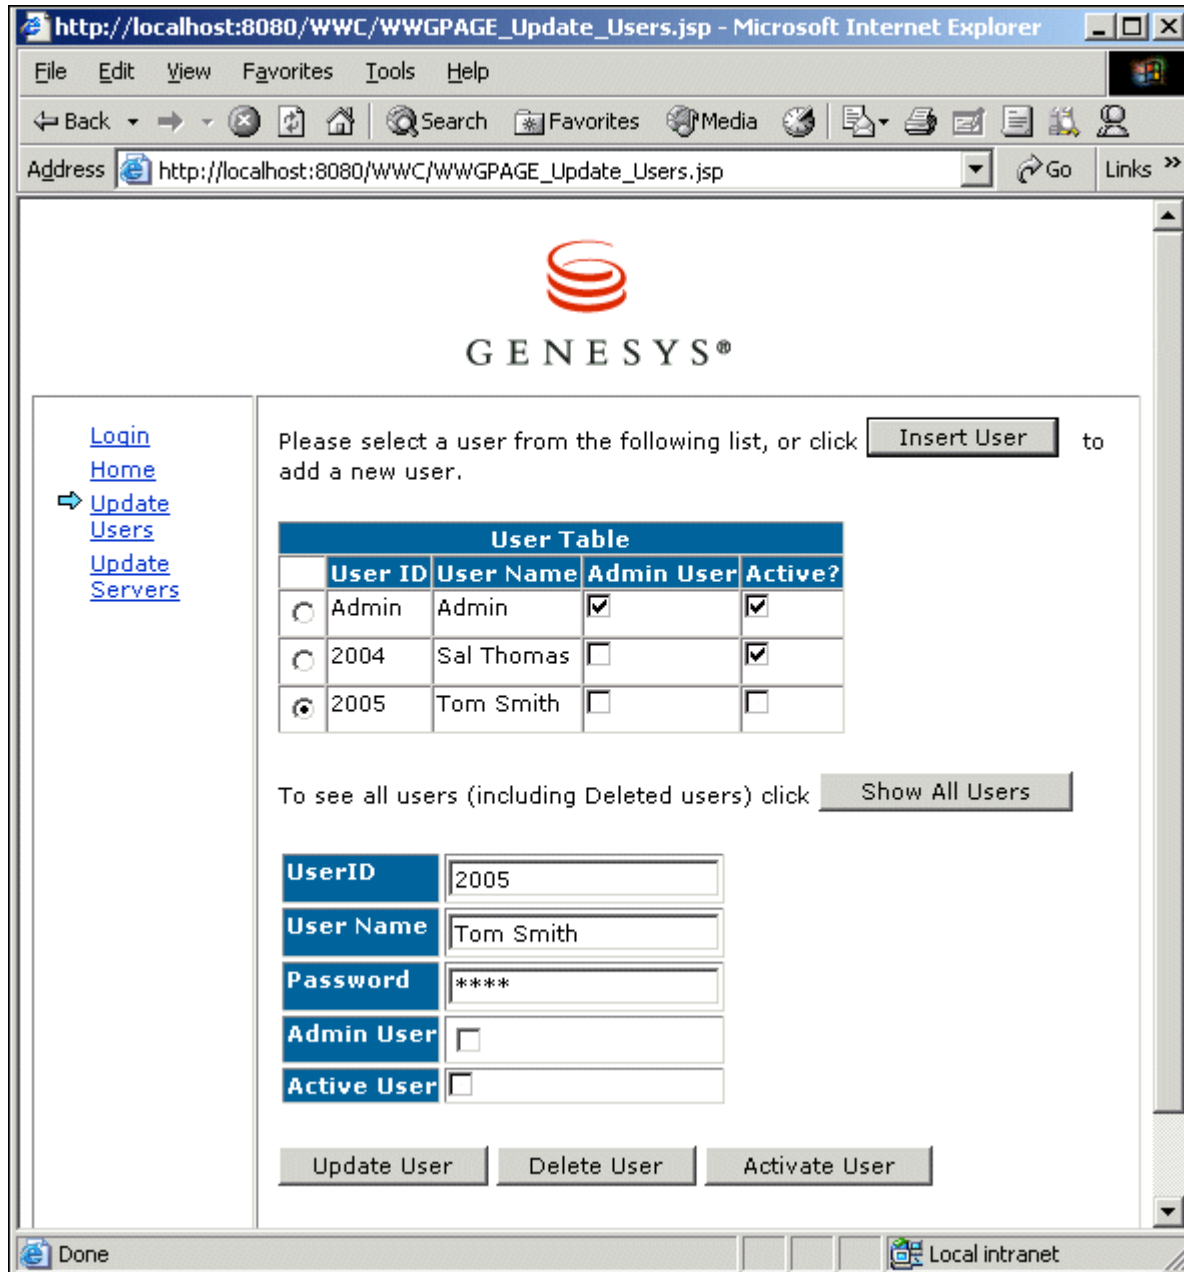 http://localhost:8080/WWC/WWGPAGE_Update_Users.jsp - Microsoft Internet Explorer
File Edit View Favorites Tools Help
Back Search Favorites Media
Address http://localhost:8080/WWC/WWGPAGE_Update_Users.jsp Go Links »
GENESYS®
Login
Home
Update
Users
Update
Servers
Please select a user from the following list, or click Insert User to
add a new user.
User Table
User ID User Name Admin User Active?
Admin Admin
2004 Sal Thomas
2005 Tom Smith
To see all users (including Deleted users) click Show All Users
UserID 2005
User Name Tom Smith
Password ****
Admin User
Active User
Update User Delete User Activate User
Done Local intranet